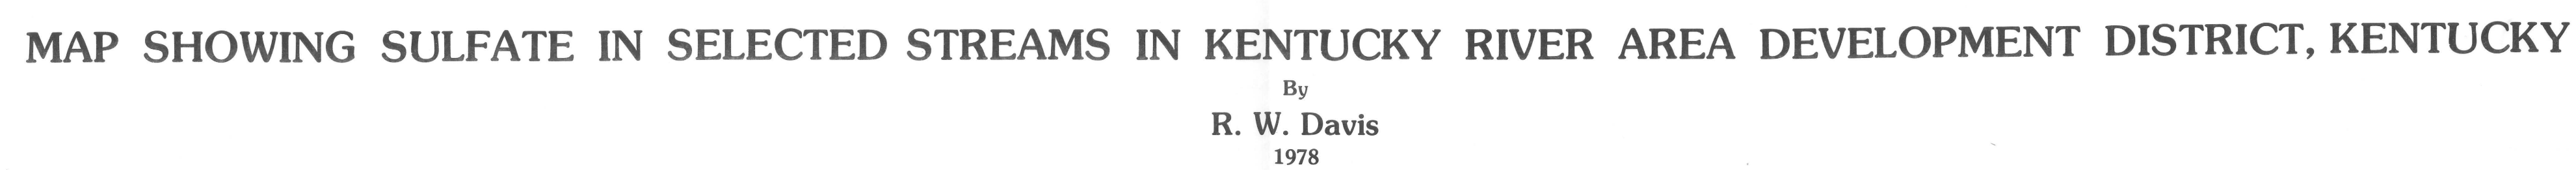 MAP SHOWING SULFATE IN SELECTED STREAMS IN KENTUCKY RIVER AREA DEVELOPMENT DISTRICT, KENTUCKY
By
R. W. Davis
1978